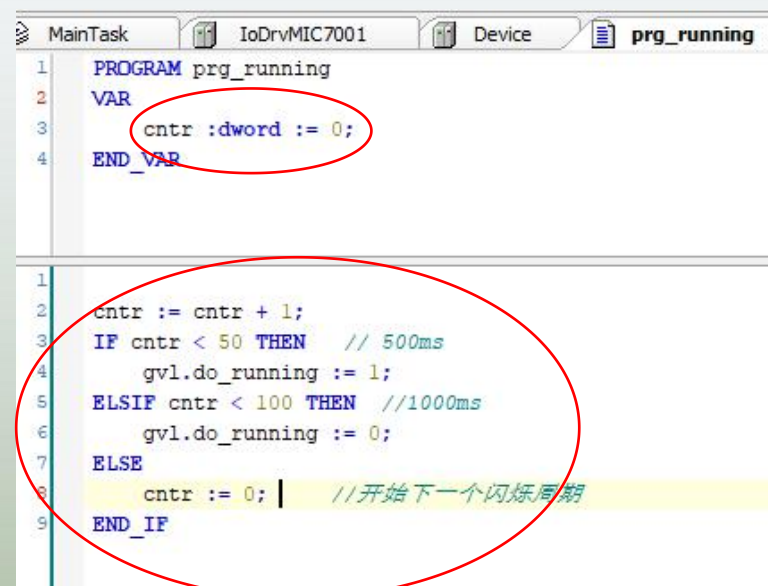 MainTask IoDrvMIC7001 Device prg_running
1 PROGRAM prg_running
2 VAR
3 cntr :dword := 0;
4 END_VAR
1
2 cntr := cntr + 1;
3 IF cntr < 50 THEN // 500ms
4 gvl.do_running := 1;
5 ELSIF cntr < 100 THEN //1000ms
6 gvl.do_running := 0;
7 ELSE
8 cntr := 0; //开始下一个闪烁周期
9 END_IF